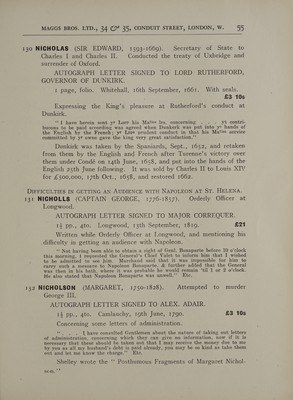 MAGGS BROS. LTD., 34 & 35, CONDUIT STREET, LONDON, W. 55
130 NICHOLAS (SIR EDWARD, 1593-1669). Secretary of State to
Charles I and Charles II. Conducted the treaty of Uxbridge and
surrender of Oxford.
AUTOGRAPH LETTER SIGNED TO LORD RUTHERFORD,
GOVERNOR OF DUNKIRK.
1 page, folio. Whitehall, 16th September, 1661. With seals.
£3 10s
Expressing the King's pleasure at Rutherford's conduct at
Dunkirk.
" I have herein sent yr Lore his Maties lre. concerning . . . . ye contri-
bucons to be paid according was agreed when Dunkirk was put into ye hands of
the English by the French; yr Lore prudent conduct in that his Maties service
committed by yr owne gave the king very great satisfaction."
Dunkirk was taken by the Spaniards, Sept., 1652, and retaken
from them by the English and French after Turenne's victory over
them under Condé on 14th June, 1658, and put into the hands of the
English 25th June following. It was sold by Charles II to Louis XIV
for £500,000, 17th Oct., 1658, and restored 1662.
DIFFICULTIES IN GETTING AN AUDIENCE WITH NAPOLEON AT ST. HELENA.
131 NICHOLLS (CAPTAIN GEORGE, 1776-1857). Orderly Officer at
Longwood.
AUTOGRAPH LETTER SIGNED TO MAJOR CORREQUER.
1½ pp., 4to. Longwood, 13th September, 1819. £21
Written while Orderly Officer at Longwood, and mentioning his
difficulty in getting an audience with Napoleon.
" Not having been able to obtain a sight of Genl. Bonaparte before 10 o'clock
this morning, I requested the General's Chief Valet to inform him that I wished
to be admitted to see him. Marchand said that it was impossible for him to
carry such a message to Napoleon Bonaparte, & further added that the General
was then in his bath, where it was probable he would remain 'til 1 or 2 o'clock.
He also stated that Napoleon Bonaparte was unwell." Etc.
132 NICHOLSON (MARGARET, 1750-1828). Attempted to murder
George III.
AUTOGRAPH LETTER SIGNED TO ALEX. ADAIR.
1½ pp., 4to. Camlauchy, 19th June, 1790. £3 10s
Concerning some letters of administration.
" . . . . I have consulted Gentlemen about the nature of taking out letters
of administration, concerning which they can give no information, now if it is
necessary that these should be taken out that I may receive the money due to me
by you as all my husband's debt is paid already, you may be so kind as take them
out and let me know the charge." Etc.
Shelley wrote the " Posthumous Fragments of Margaret Nichol-
son."